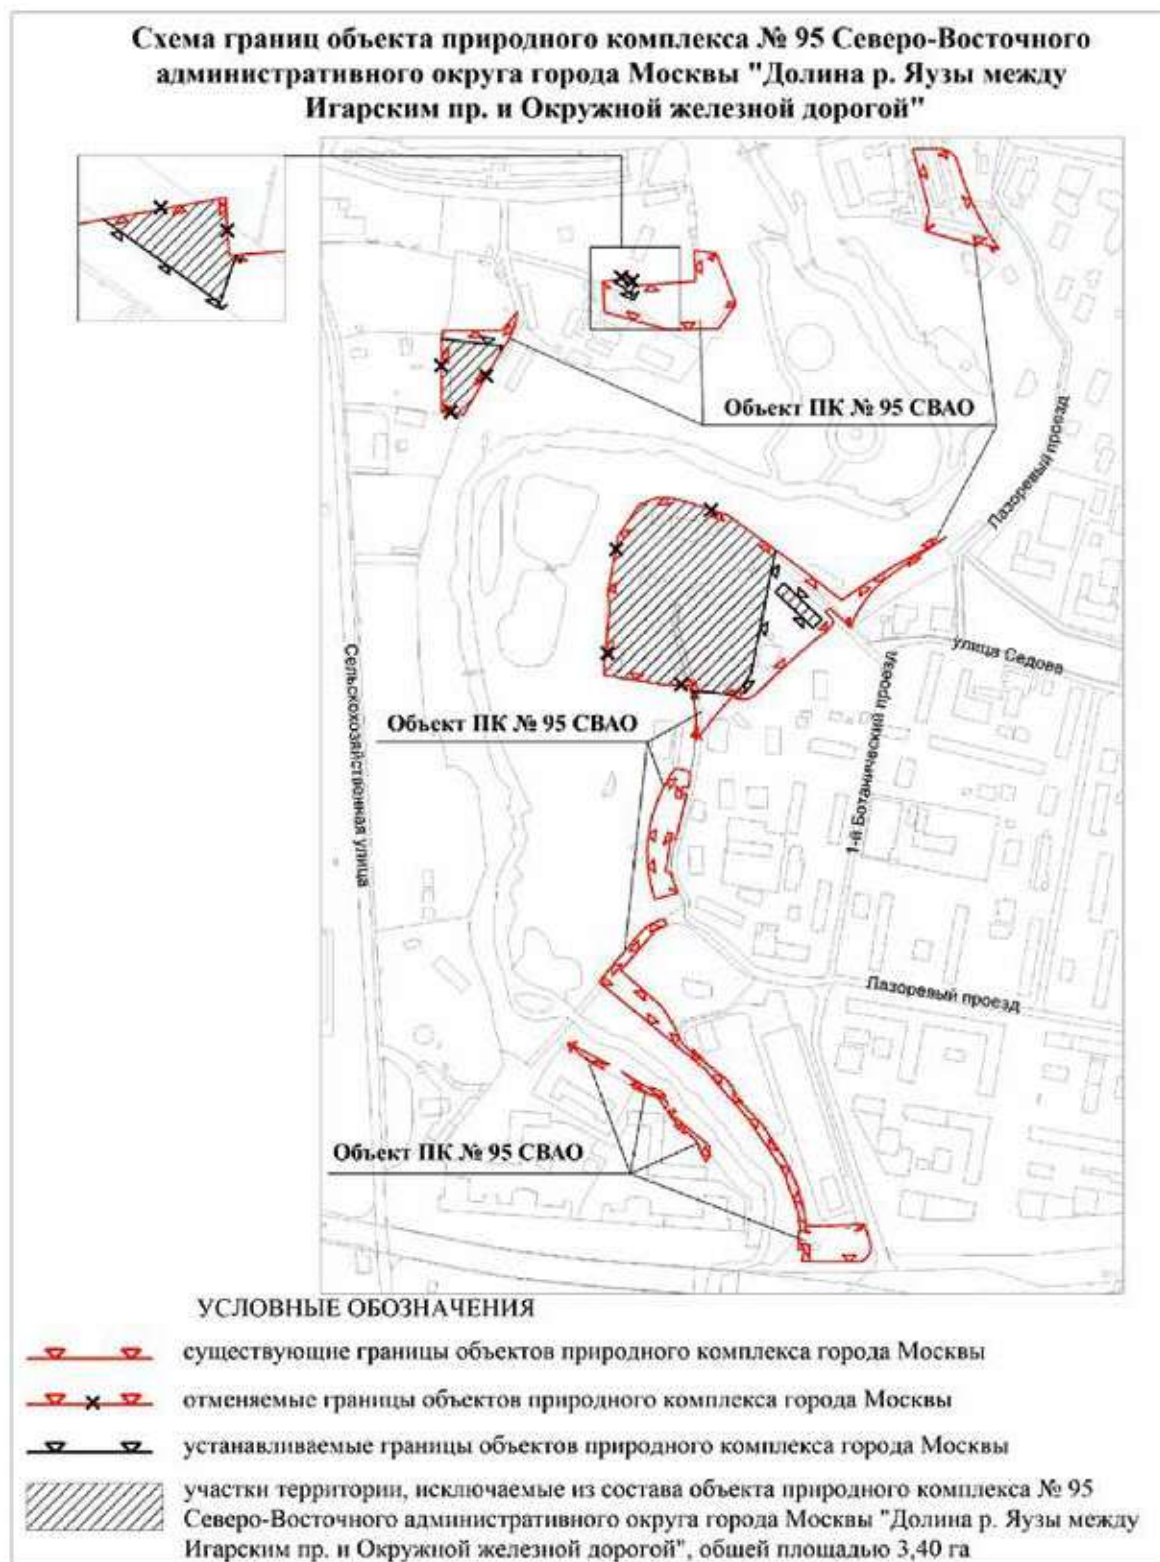 Схема границ объекта природного комплекса № 95 Северо-Восточного
административного округа города Москвы "Долина р. Яузы между
Игарским пр. и Окружной железной дорогой"
Объект ПК № 95 СВАО
Лазоревый проезд
улица Седова
Сельскохозяйственная улица
1-й Ботанический проезд
Объект ПК № 95 СВАО
Лазоревый проезд
Объект ПК № 95 СВАО
УСЛОВНЫЕ ОБОЗНАЧЕНИЯ
существующие границы объектов природного комплекса города Москвы
отменяемые границы объектов природного комплекса города Москвы
устанавливаемые границы объектов природного комплекса города Москвы
участки территории, исключаемые из состава объекта природного комплекса № 95
Северо-Восточного административного округа города Москвы "Долина р. Яузы между
Игарским пр. и Окружной железной дорогой", общей площадью 3,40 га